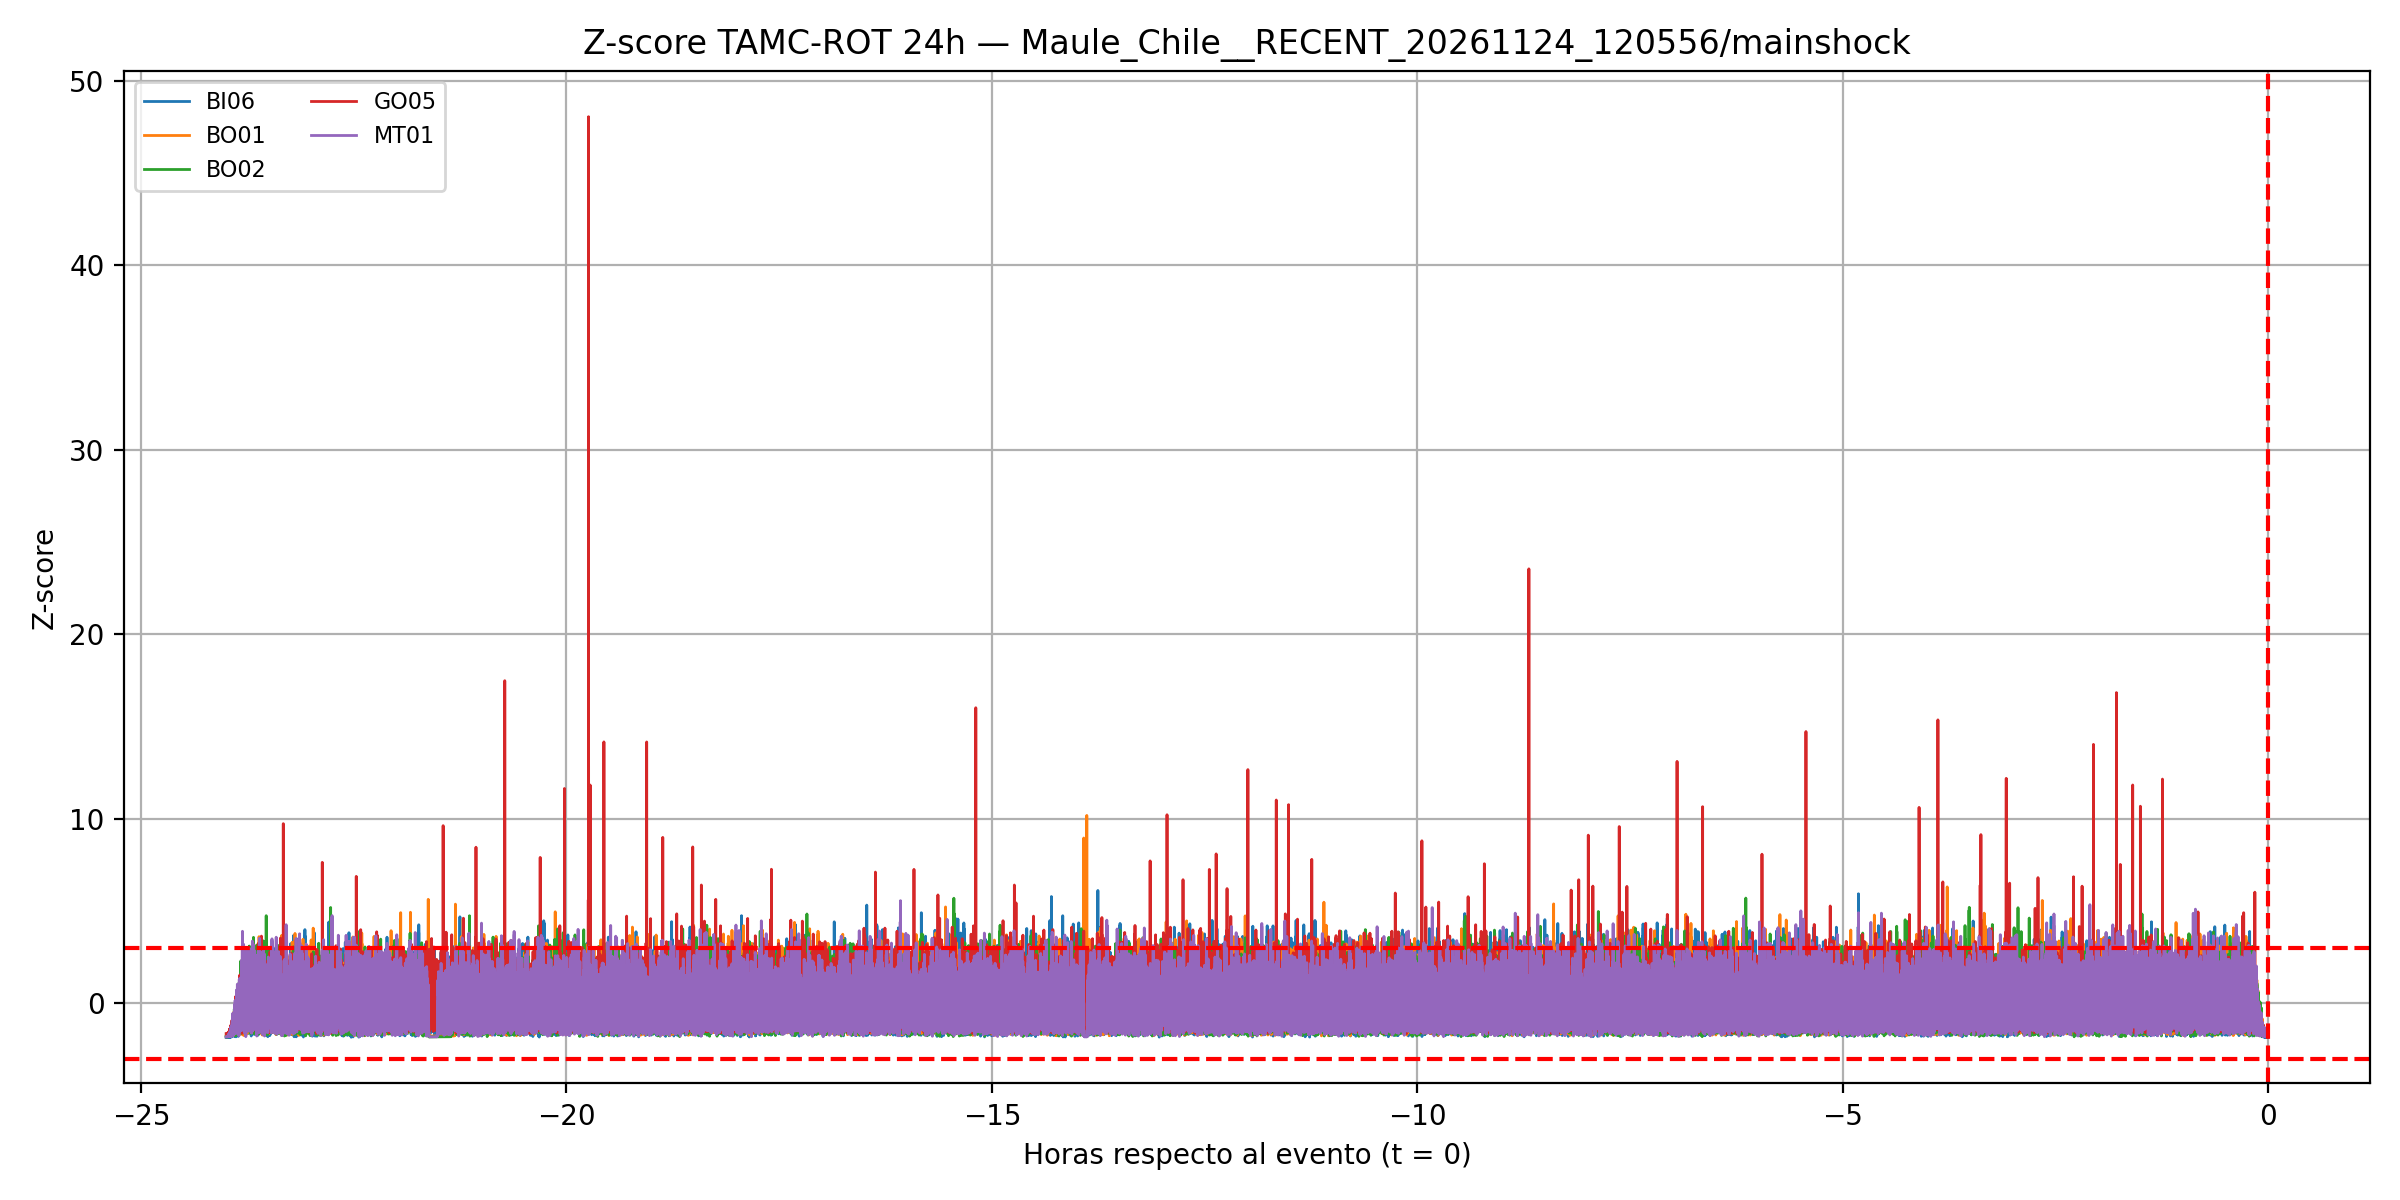 Z-score TAMC-ROT 24h — Maule_Chile__RECENT_20261124_120556/mainshock
BI06
BO01
BO02
GO05
MT01
Z-score
50
40
30
20
10
0
−25
−20
−15
−10
−5
0
Horas respecto al evento (t = 0)